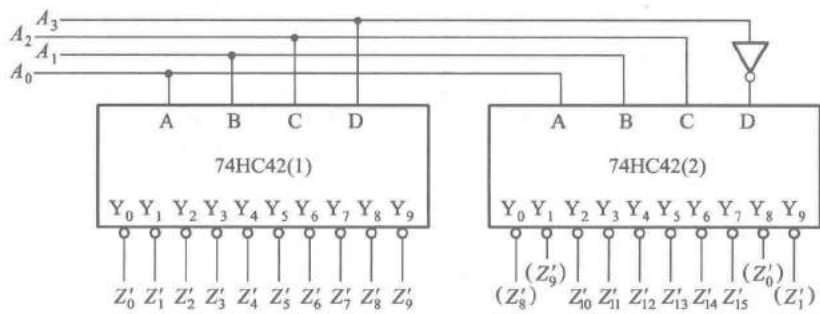 A₃
A₂
A₁
A₀
A B C D A B C D
74HC42(1) 74HC42(2)
Y₀ Y₁ Y₂ Y₃ Y₄ Y₅ Y₆ Y₇ Y₈ Y₉ Y₀ Y₁ Y₂ Y₃ Y₄ Y₅ Y₆ Y₇ Y₈ Y₉
(Z′₉) (Z′₀)
Z′₀ Z′₁ Z′₂ Z′₃ Z′₄ Z′₅ Z′₆ Z′₇ Z′₈ Z′₉ (Z′₈) Z′₁₀ Z′₁₁ Z′₁₂ Z′₁₃ Z′₁₄ Z′₁₅ (Z′₁)